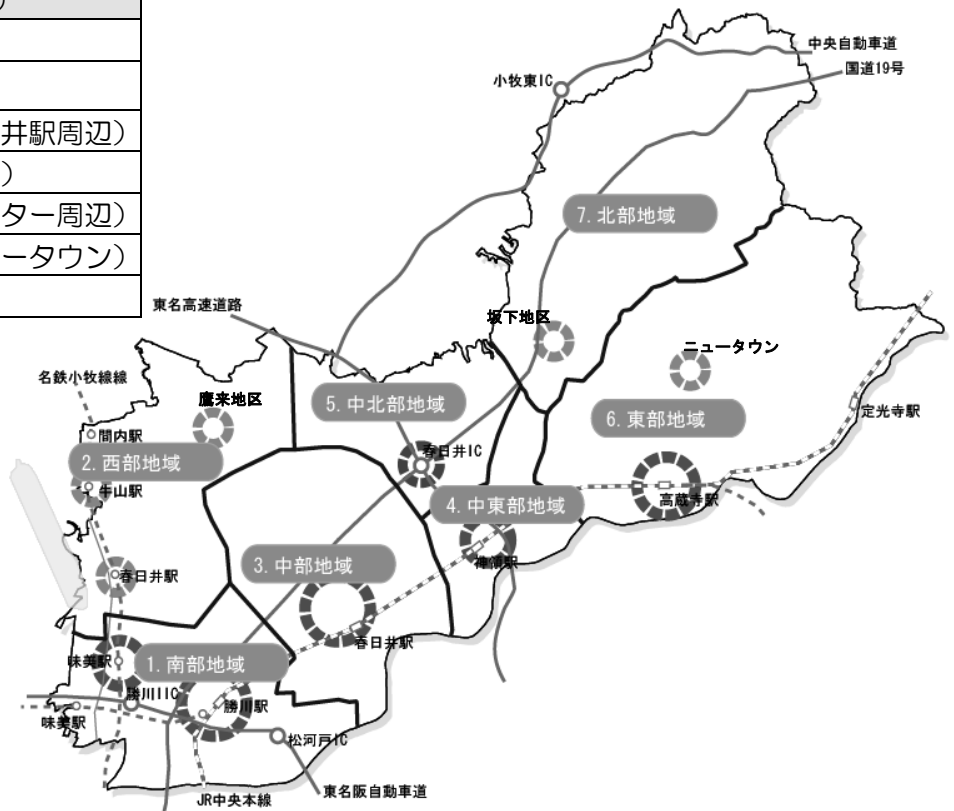 ）
井駅周辺）
）
ター周辺）
ータウン）
中央自動車道
国道19号
小牧東IC
7. 北部地域
東名高速道路
坂下地区
ニュータウン
名鉄小牧線線
鷹来地区
5. 中北部地域
6. 東部地域
定光寺駅
間内駅
春日井IC
2. 西部地域
牛山駅
4. 中東部地域
高蔵寺駅
神領駅
3. 中部地域
春日井駅
春日井駅
味美駅
1. 南部地域
勝川IIC
勝川駅
味美駅
松河戸IC
東名阪自動車道
JR中央本線